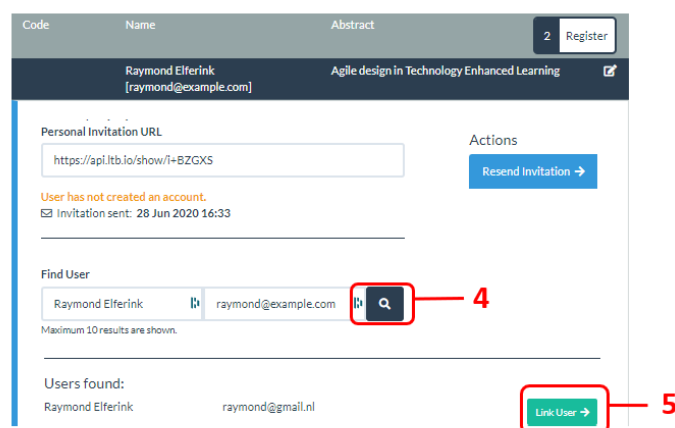 Code Name Abstract
2 Register
Raymond Elferink Agile design in Technology Enhanced Learning
[raymond@example.com]
Personal Invitation URL
Actions
https://api.ltb.io/show/i+BZGXS
Resend Invitation →
User has not created an account.
Invitation sent: 28 Jun 2020 16:33
Find User
Raymond Elferink raymond@example.com
4
Maximum 10 results are shown.
Users found:
Raymond Elferink raymond@gmail.nl
Link User →
5